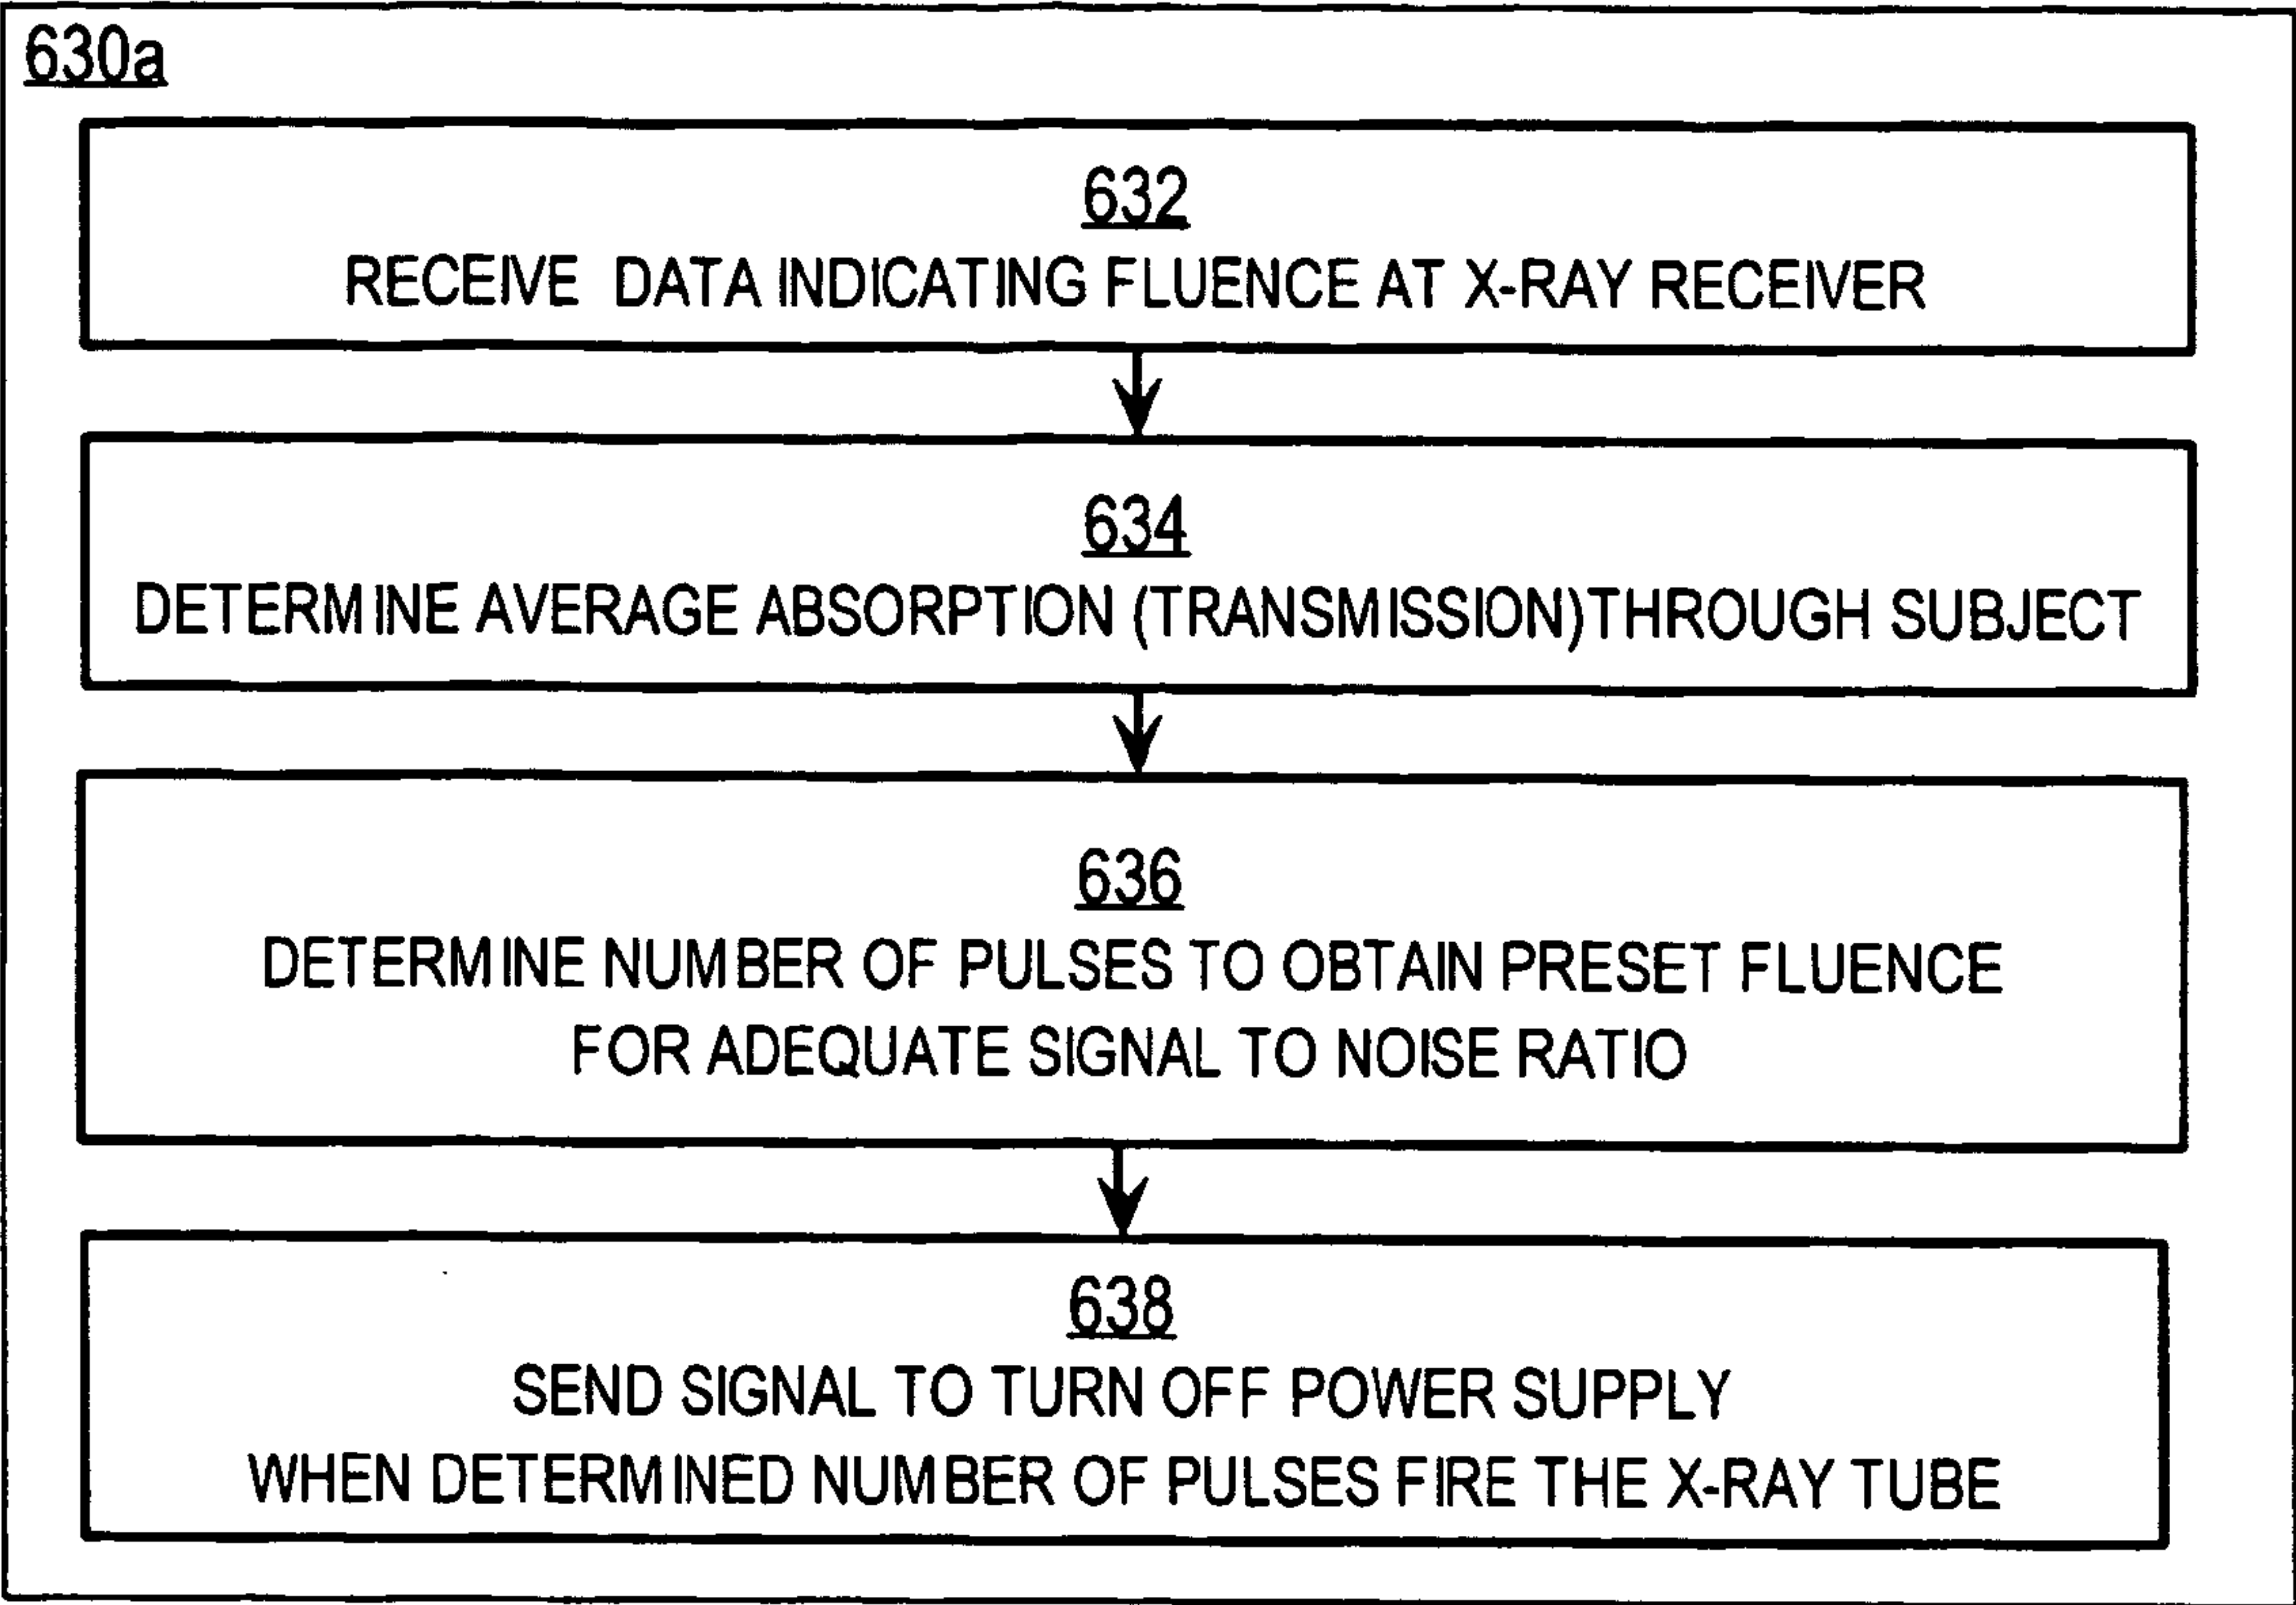 630a
632
RECEIVE DATA INDICATING FLUENCE AT X-RAY RECEIVER
634
DETERMINE AVERAGE ABSORPTION (TRANSMISSION)THROUGH SUBJECT
636
DETERMINE NUMBER OF PULSES TO OBTAIN PRESET FLUENCE
FOR ADEQUATE SIGNAL TO NOISE RATIO
638
SEND SIGNAL TO TURN OFF POWER SUPPLY
WHEN DETERMINED NUMBER OF PULSES FIRE THE X-RAY TUBE